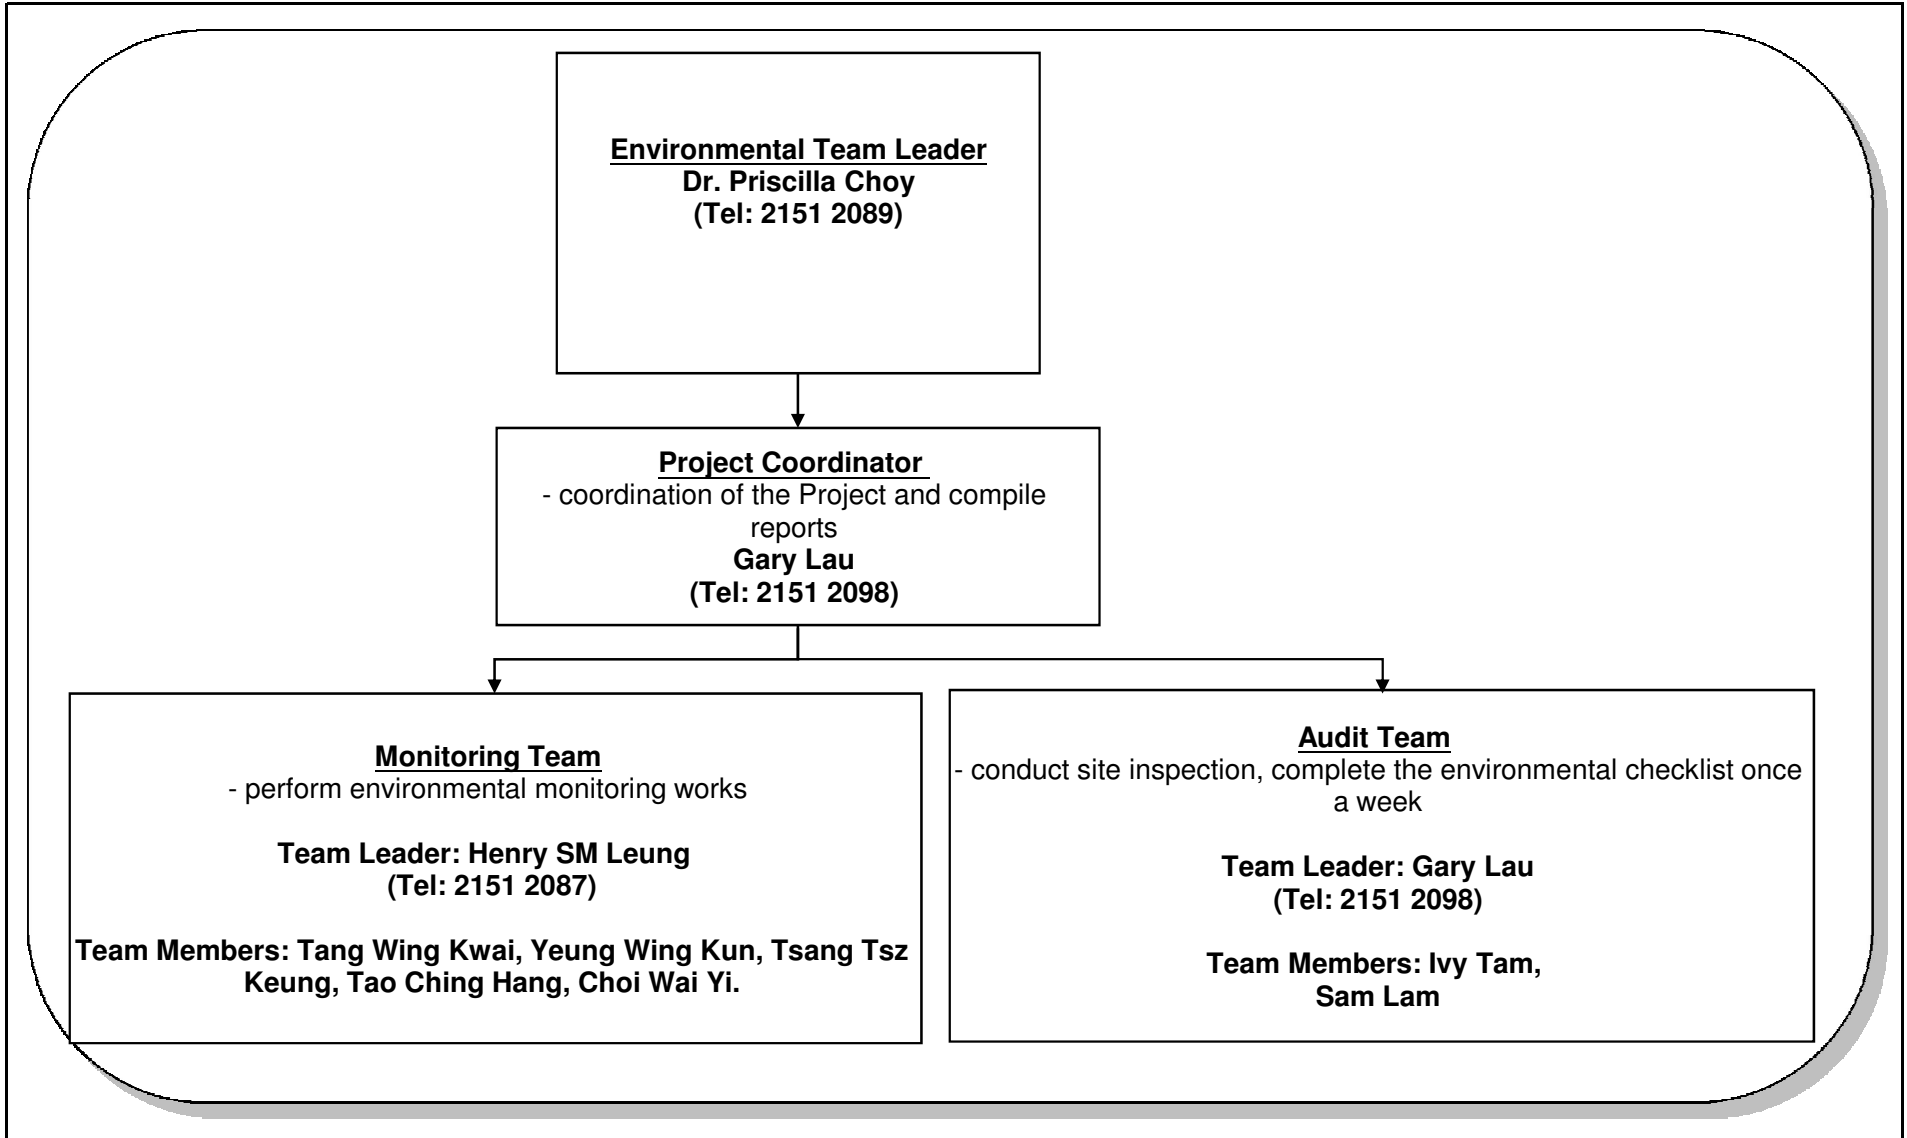 Environmental Team Leader
Dr. Priscilla Choy
(Tel: 2151 2089)
Project Coordinator
- coordination of the Project and compile
reports
Gary Lau
(Tel: 2151 2098)
Monitoring Team
- perform environmental monitoring works
Team Leader: Henry SM Leung
(Tel: 2151 2087)
Team Members: Tang Wing Kwai, Yeung Wing Kun, Tsang Tsz
Keung, Tao Ching Hang, Choi Wai Yi.
Audit Team
- conduct site inspection, complete the environmental checklist once
a week
Team Leader: Gary Lau
(Tel: 2151 2098)
Team Members: Ivy Tam,
Sam Lam